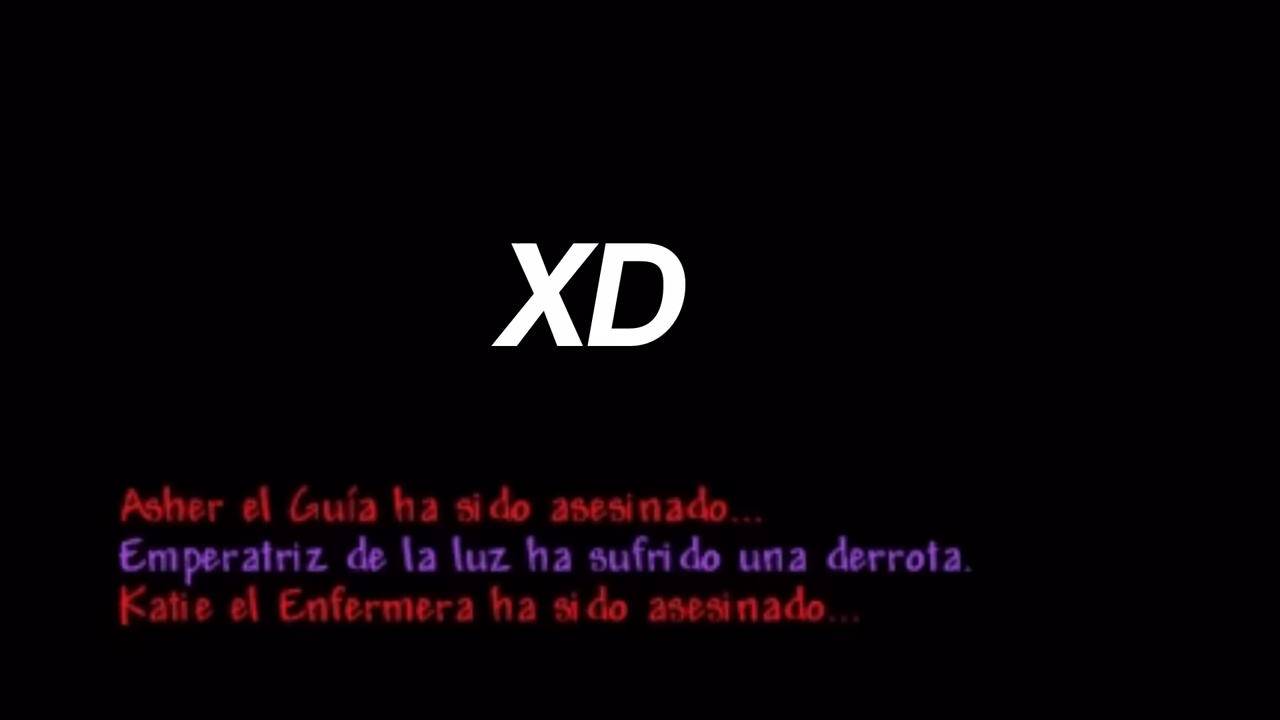 XD
Asher el Guía ha sido asesinado...
Emperatriz de la luz ha sufrido una derrota.
Katie el Enfermera ha sido asesinado...